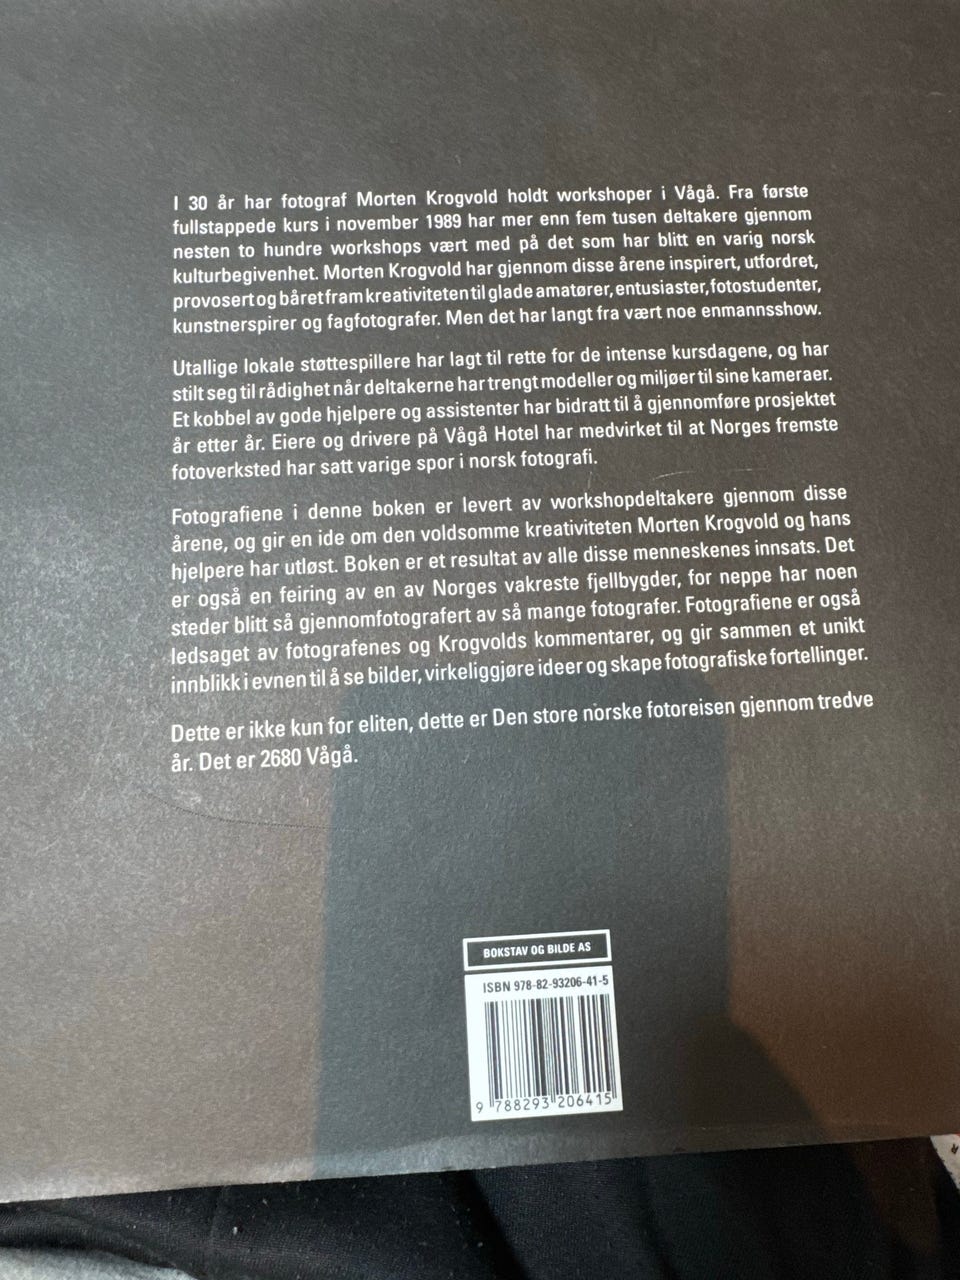 I 30 år har fotograf Morten Krogvold holdt workshoper i Vågå. Fra første
fullstappede kurs i november 1989 har mer enn fem tusen deltakere gjennom
nesten to hundre workshops vært med på det som har blitt en varig norsk
kulturbegivenhet. Morten Krogvold har gjennom disse årene inspirert, utfordret,
provosert og båret fram kreativiteten til glade amatører, entusiaster, fotostudenter,
kunstnerspirer og fagfotografer. Men det har langt fra vært noe enmannsshow.
Utallige lokale støttespillere har lagt til rette for de intense kursdagene, og har
stilt seg til rådighet når deltakerne har trengt modeller og miljøer til sine kameraer.
Et kobbel av gode hjelpere og assistenter har bidratt til å gjennomføre prosjektet
år etter år. Eiere og drivere på Vågå Hotel har medvirket til at Norges fremste
fotoverksted har satt varige spor i norsk fotografi.
Fotografiene i denne boken er levert av workshopdeltakere gjennom disse
årene, og gir en ide om den voldsomme kreativiteten Morten Krogvold og hans
hjelpere har utløst. Boken er et resultat av alle disse menneskenes innsats. Det
er også en feiring av en av Norges vakreste fjellbygder, for neppe har noen
steder blitt så gjennomfotografert av så mange fotografer. Fotografiene er også
ledsaget av fotografenes og Krogvolds kommentarer, og gir sammen et unikt
innblikk i evnen til å se bilder, virkeliggjøre ideer og skape fotografiske fortellinger.
Dette er ikke kun for eliten, dette er Den store norske fotoreisen gjennom tredve
år. Det er 2680 Vågå.
BOKSTAV OG BILDE AS
ISBN 978-82-93206-41-5
9 788293 206415